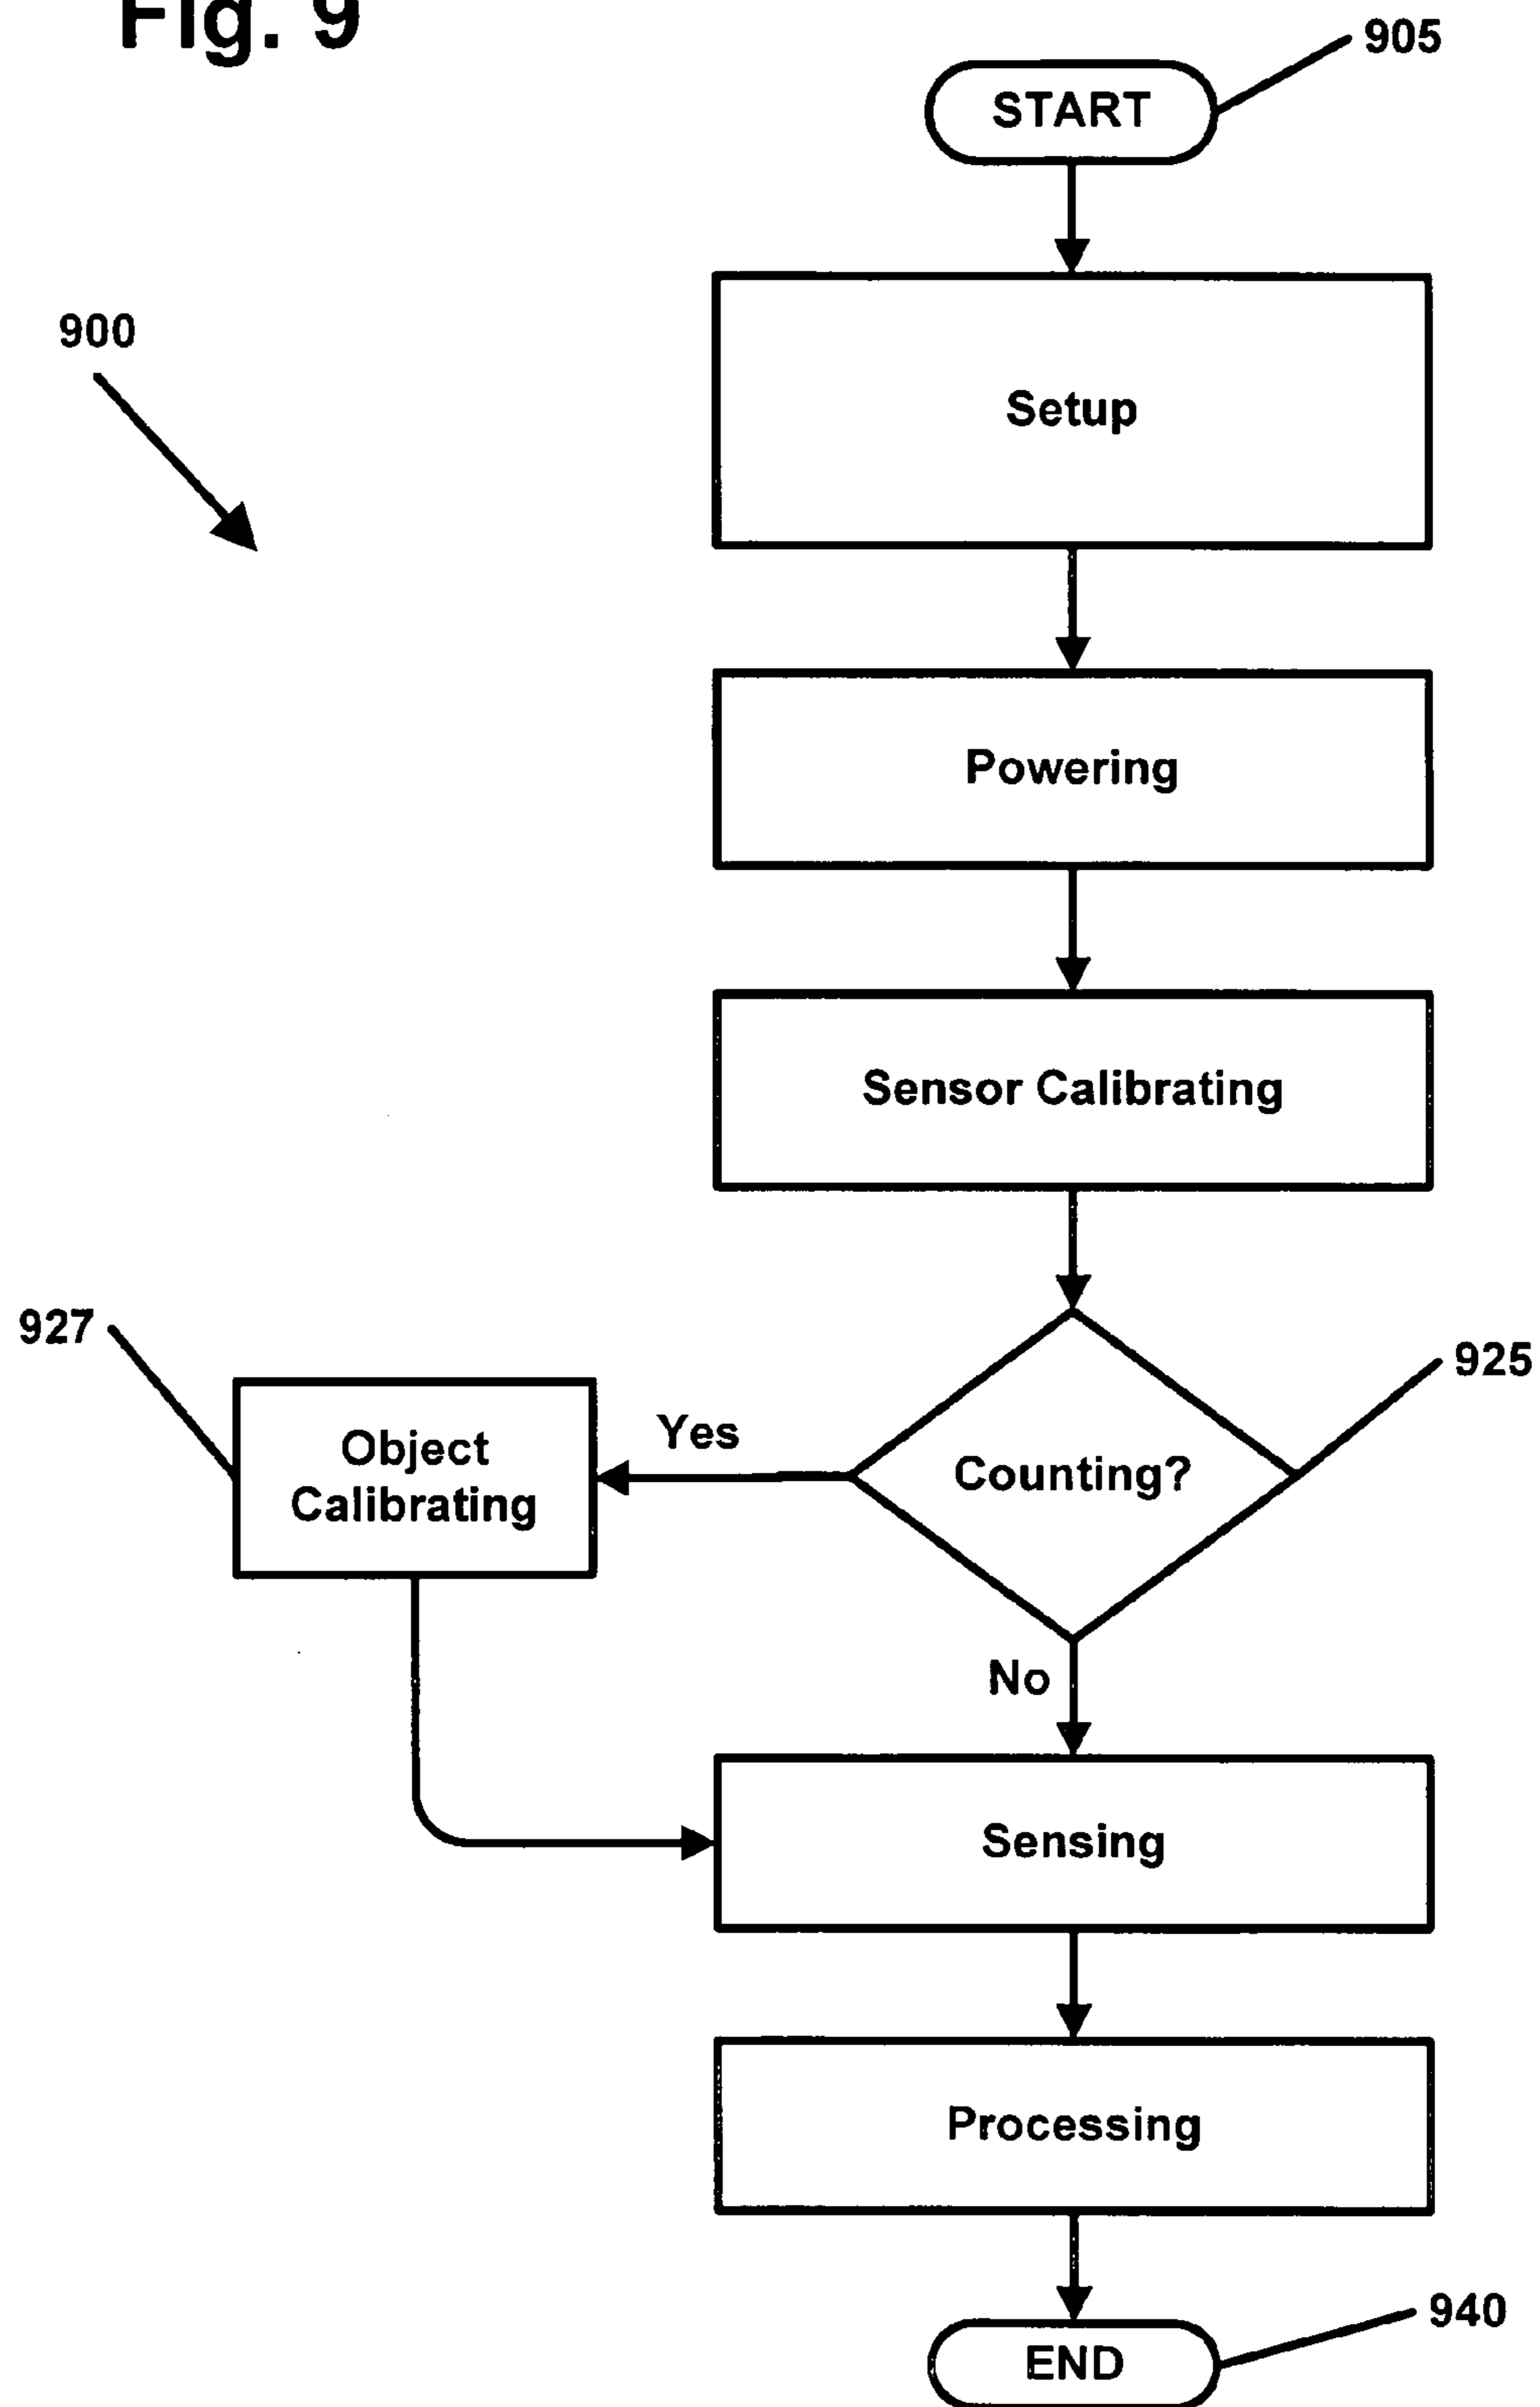 Fig. 9
905
START
900
Setup
Powering
Sensor Calibrating
927
925
Object
Calibrating
Yes
Counting?
No
Sensing
Processing
940
END